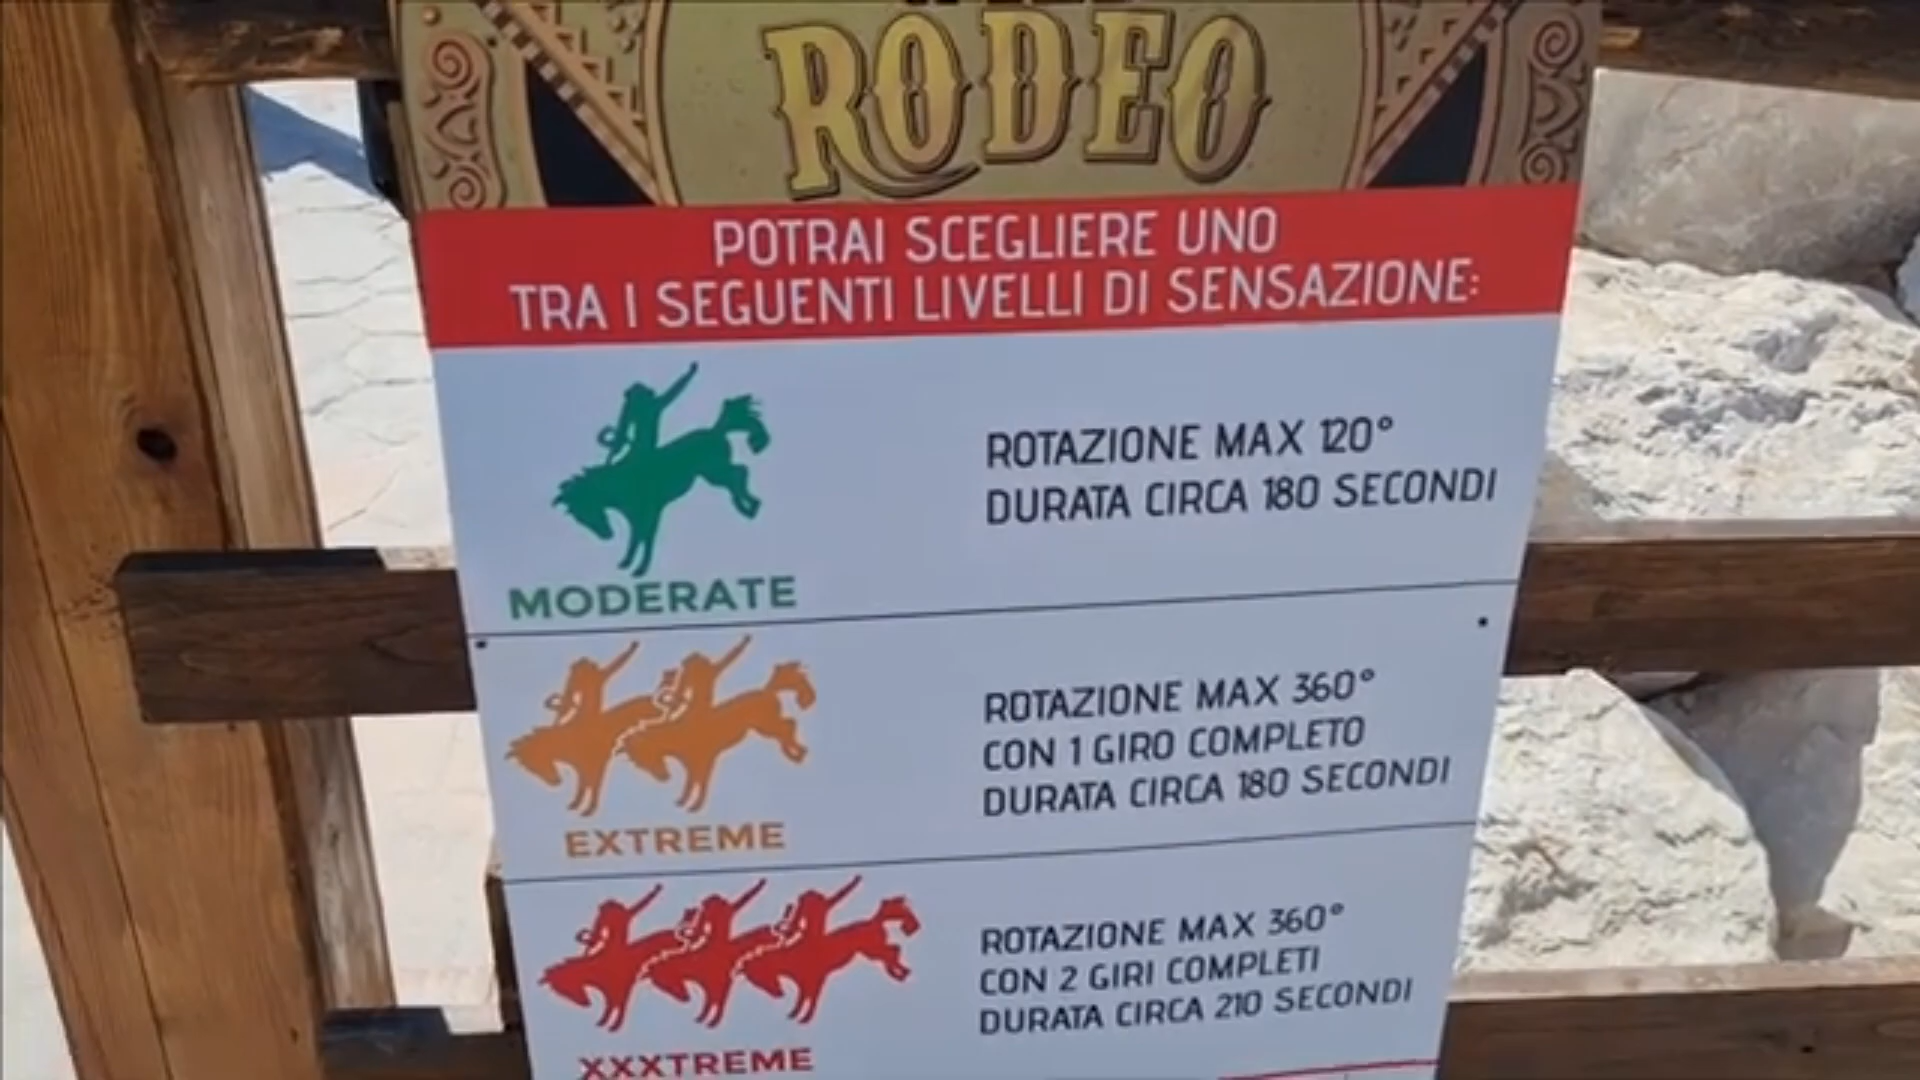 RODEO
POTRAI SCEGLIERE UNO
TRA I SEGUENTI LIVELLI DI SENSAZIONE:
MODERATE
ROTAZIONE MAX 120°
DURATA CIRCA 180 SECONDI
EXTREME
ROTAZIONE MAX 360°
CON 1 GIRO COMPLETO
DURATA CIRCA 180 SECONDI
XXXTREME
ROTAZIONE MAX 360°
CON 2 GIRI COMPLETI
DURATA CIRCA 210 SECONDI